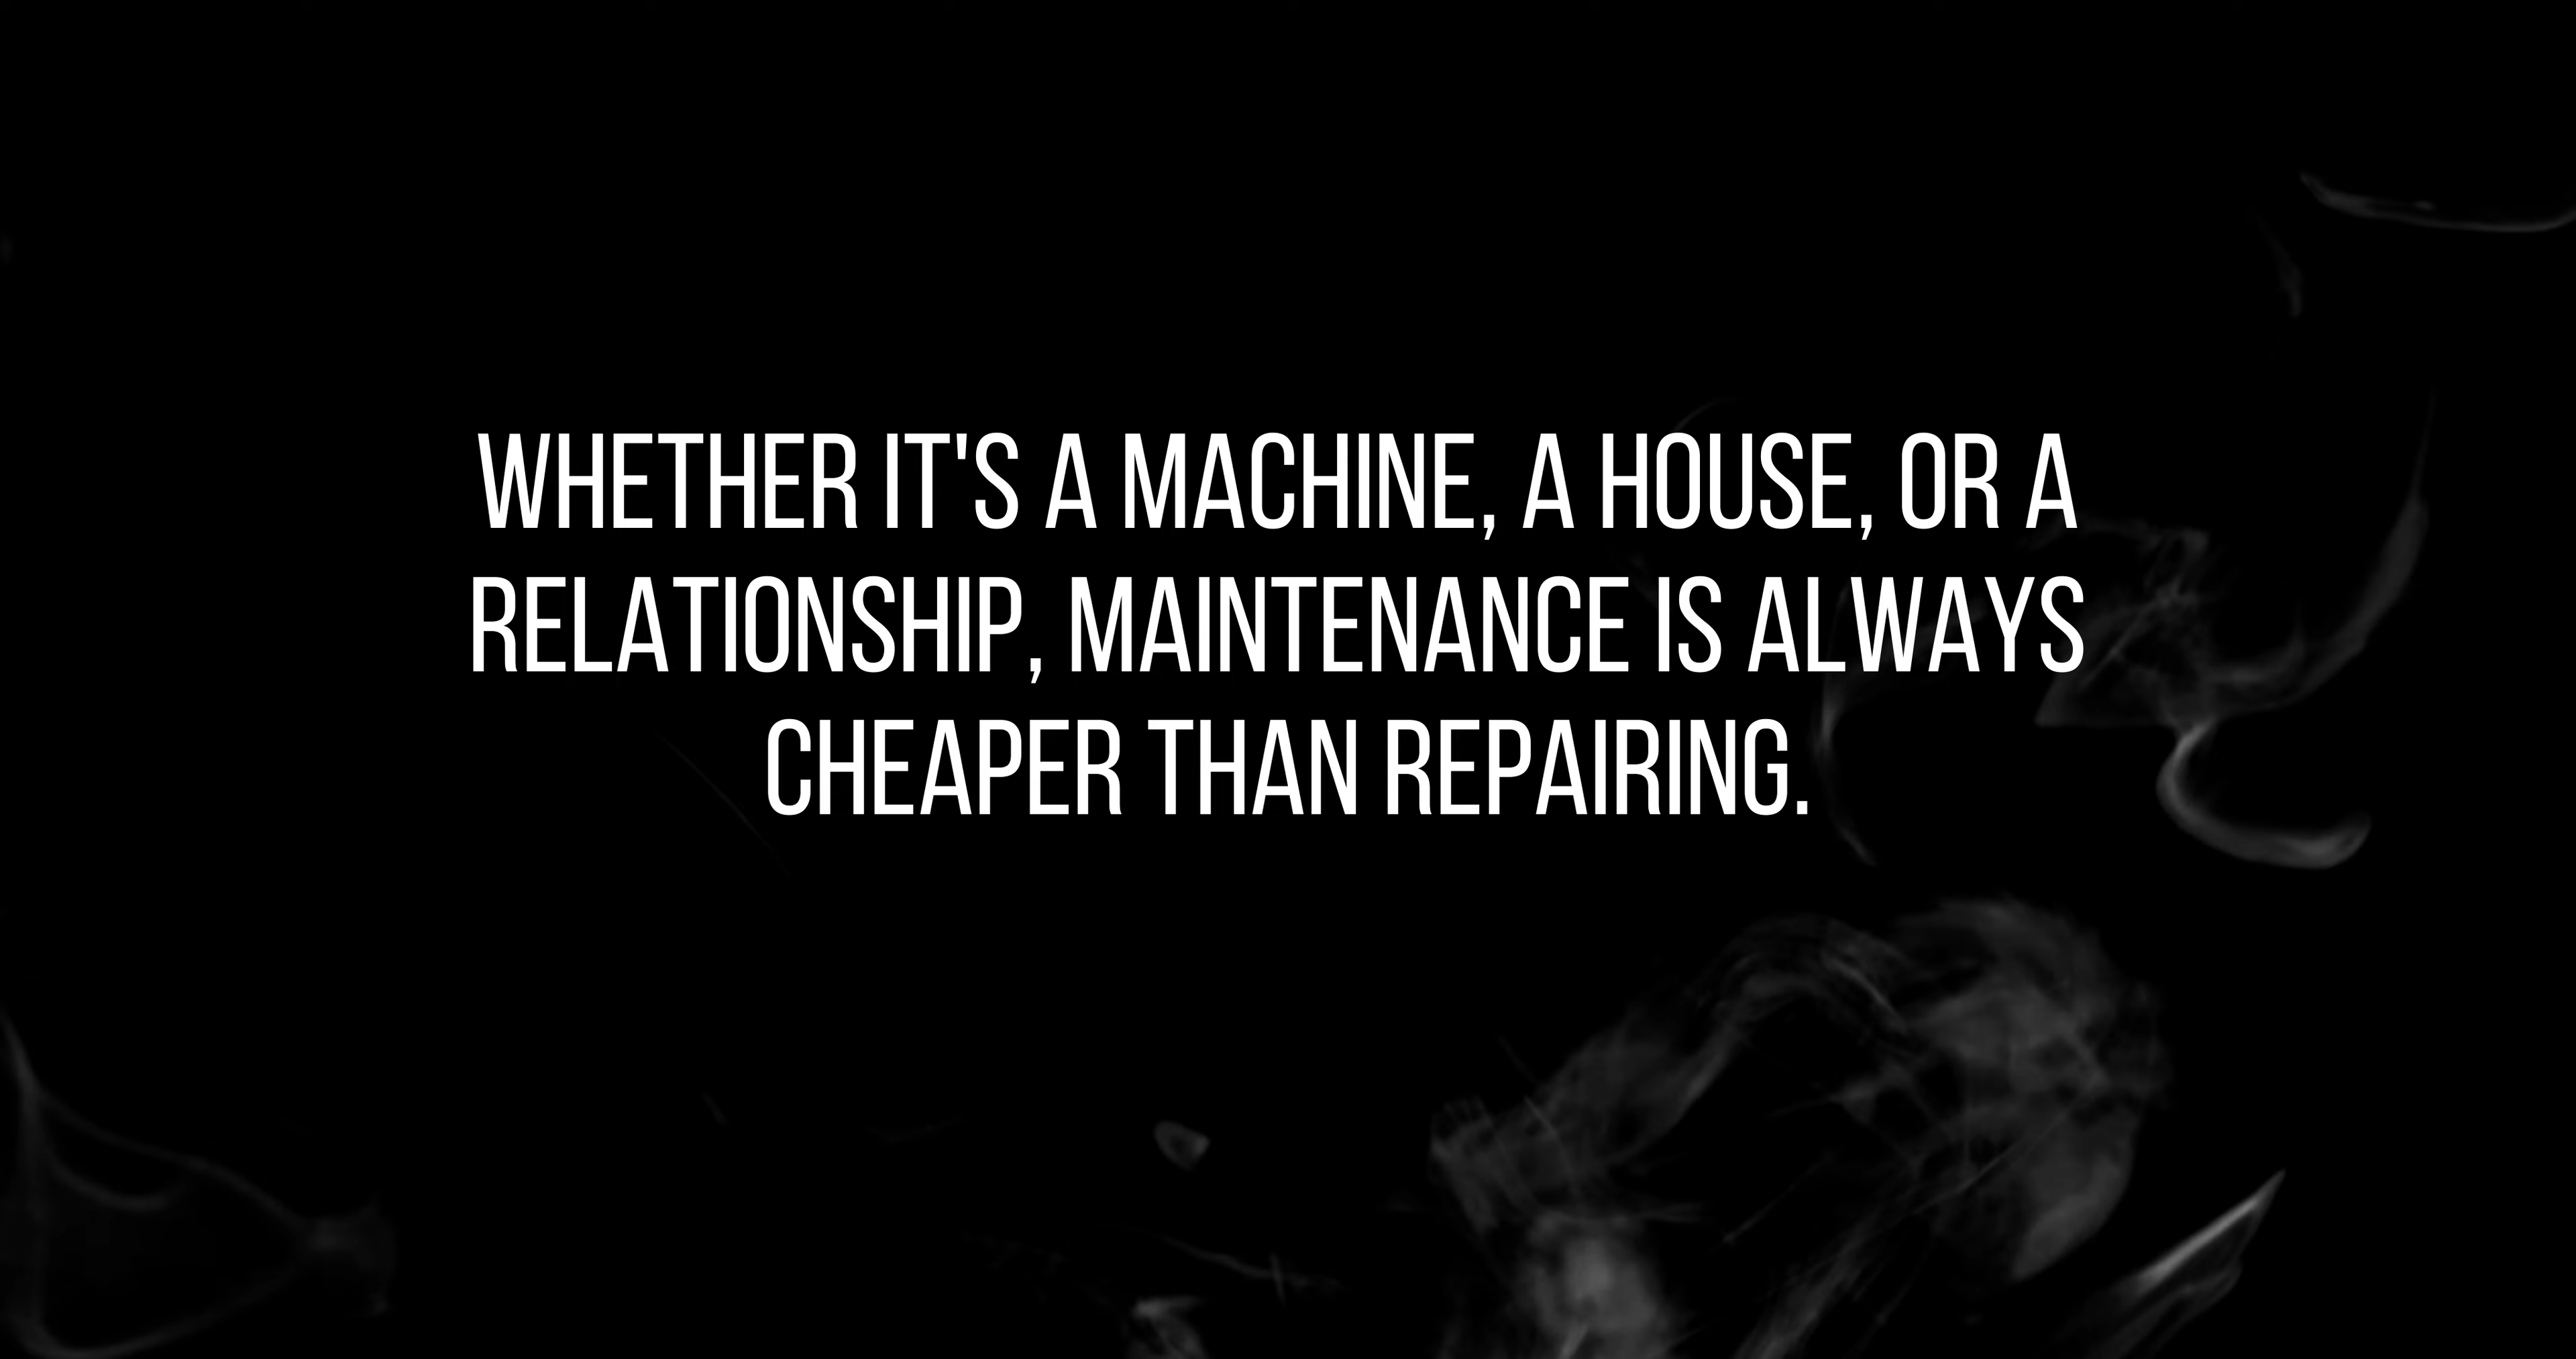 WHETHER IT'S A MACHINE, A HOUSE, OR A
RELATIONSHIP, MAINTENANCE IS ALWAYS
CHEAPER THAN REPAIRING.